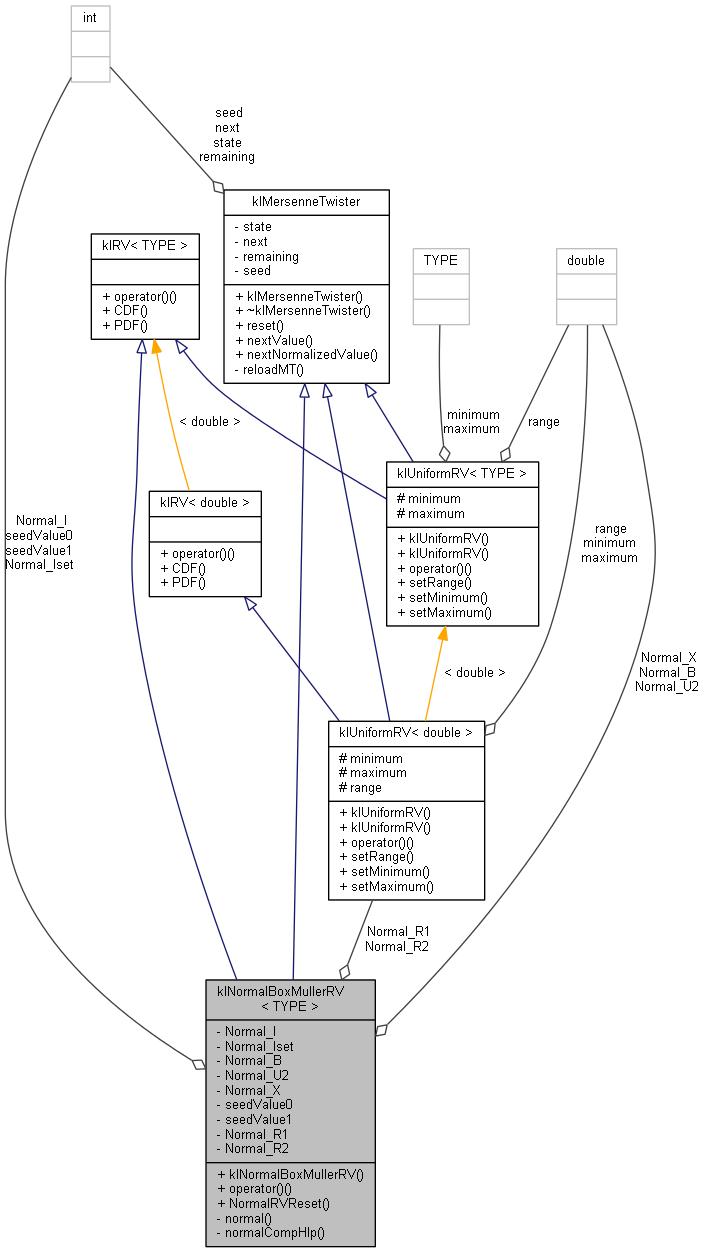 int
seed
next
state
remaining
klMersenneTwister
- state
- next
- remaining
- seed
+ klMersenneTwister()
+ ~klMersenneTwister()
+ reset()
+ nextValue()
+ nextNormalizedValue()
- reloadMT()
klRV< TYPE >
+ operator()()
+ CDF()
+ PDF()
TYPE
double
< double >
minimum
maximum
range
klUniformRV< TYPE >
# minimum
# maximum
+ klUniformRV()
+ klUniformRV()
+ operator()()
+ setRange()
+ setMinimum()
+ setMaximum()
klRV< double >
+ operator()()
+ CDF()
+ PDF()
Normal_I
seedValue0
seedValue1
Normal_Iset
range
minimum
maximum
< double >
Normal_X
Normal_B
Normal_U2
klUniformRV< double >
# minimum
# maximum
# range
+ klUniformRV()
+ klUniformRV()
+ operator()()
+ setRange()
+ setMinimum()
+ setMaximum()
Normal_R1
Normal_R2
klNormalBoxMullerRV
< TYPE >
- Normal_I
- Normal_Iset
- Normal_B
- Normal_U2
- Normal_X
- seedValue0
- seedValue1
- Normal_R1
- Normal_R2
+ klNormalBoxMullerRV()
+ operator()()
+ NormalRVReset()
- normal()
- normalCompHlp()